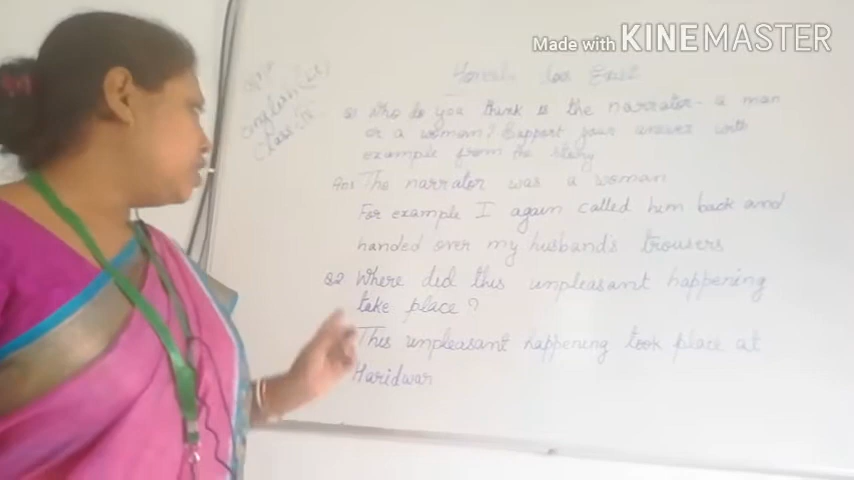 Made with KINEMASTER
English
Class
Q1 Who do you think is the narrator - a man
or a woman? Support your answer with
example from the story
Ans The narrator was a woman
For example I again called him back and
handed over my husband's trousers
Q2 Where did this unpleasant happening
take place?
This unpleasant happening took place at
Haridwar